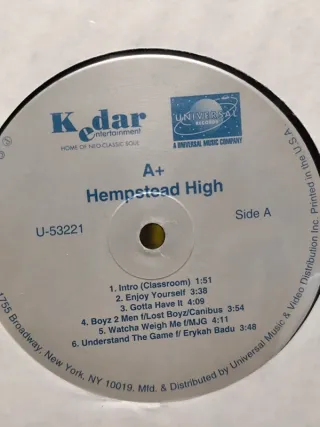 Kedar
entertainment
HOME OF NEO-CLASSIC SOUL
UNIVERSAL
RECORDS
A UNIVERSAL MUSIC COMPANY
A+
Hempstead High
U-53221
Side A
1. Intro (Classroom) 1:51
2. Enjoy Yourself 3:38
3. Gotta Have It 4:09
4. Boyz 2 Men f/Lost Boyz/Canibus 3:54
5. Watcha Weigh Me f/MJG 4:11
6. Understand The Game f/ Erykah Badu 3:48
1755 Broadway, New York, NY 10019. Mfd. & Distributed by Universal Music & Video Distribution Inc. Printed in the U.S.A